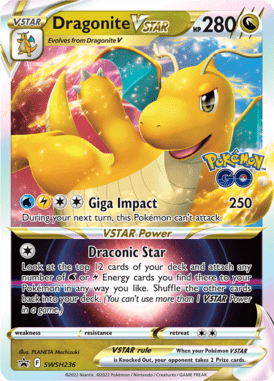 VSTAR
Dragonite VSTAR HP 280
Evolves from Dragonite V
Pokémon
GO
Giga Impact 250
During your next turn, this Pokémon can't attack.
VSTAR Power
Draconic Star
Look at the top 12 cards of your deck and attach any
number of or Energy cards you find there to your
Pokémon in any way you like. Shuffle the other cards
back into your deck. (You can't use more than 1 VSTAR Power
in a game.)
weakness resistance retreat
Illus. PLANETA Mochizuki
F SWSH236
VSTAR rule When your Pokémon VSTAR
is Knocked Out, your opponent takes 2 Prize cards.
©2022 Pokémon / Nintendo / Creatures / GAME FREAK